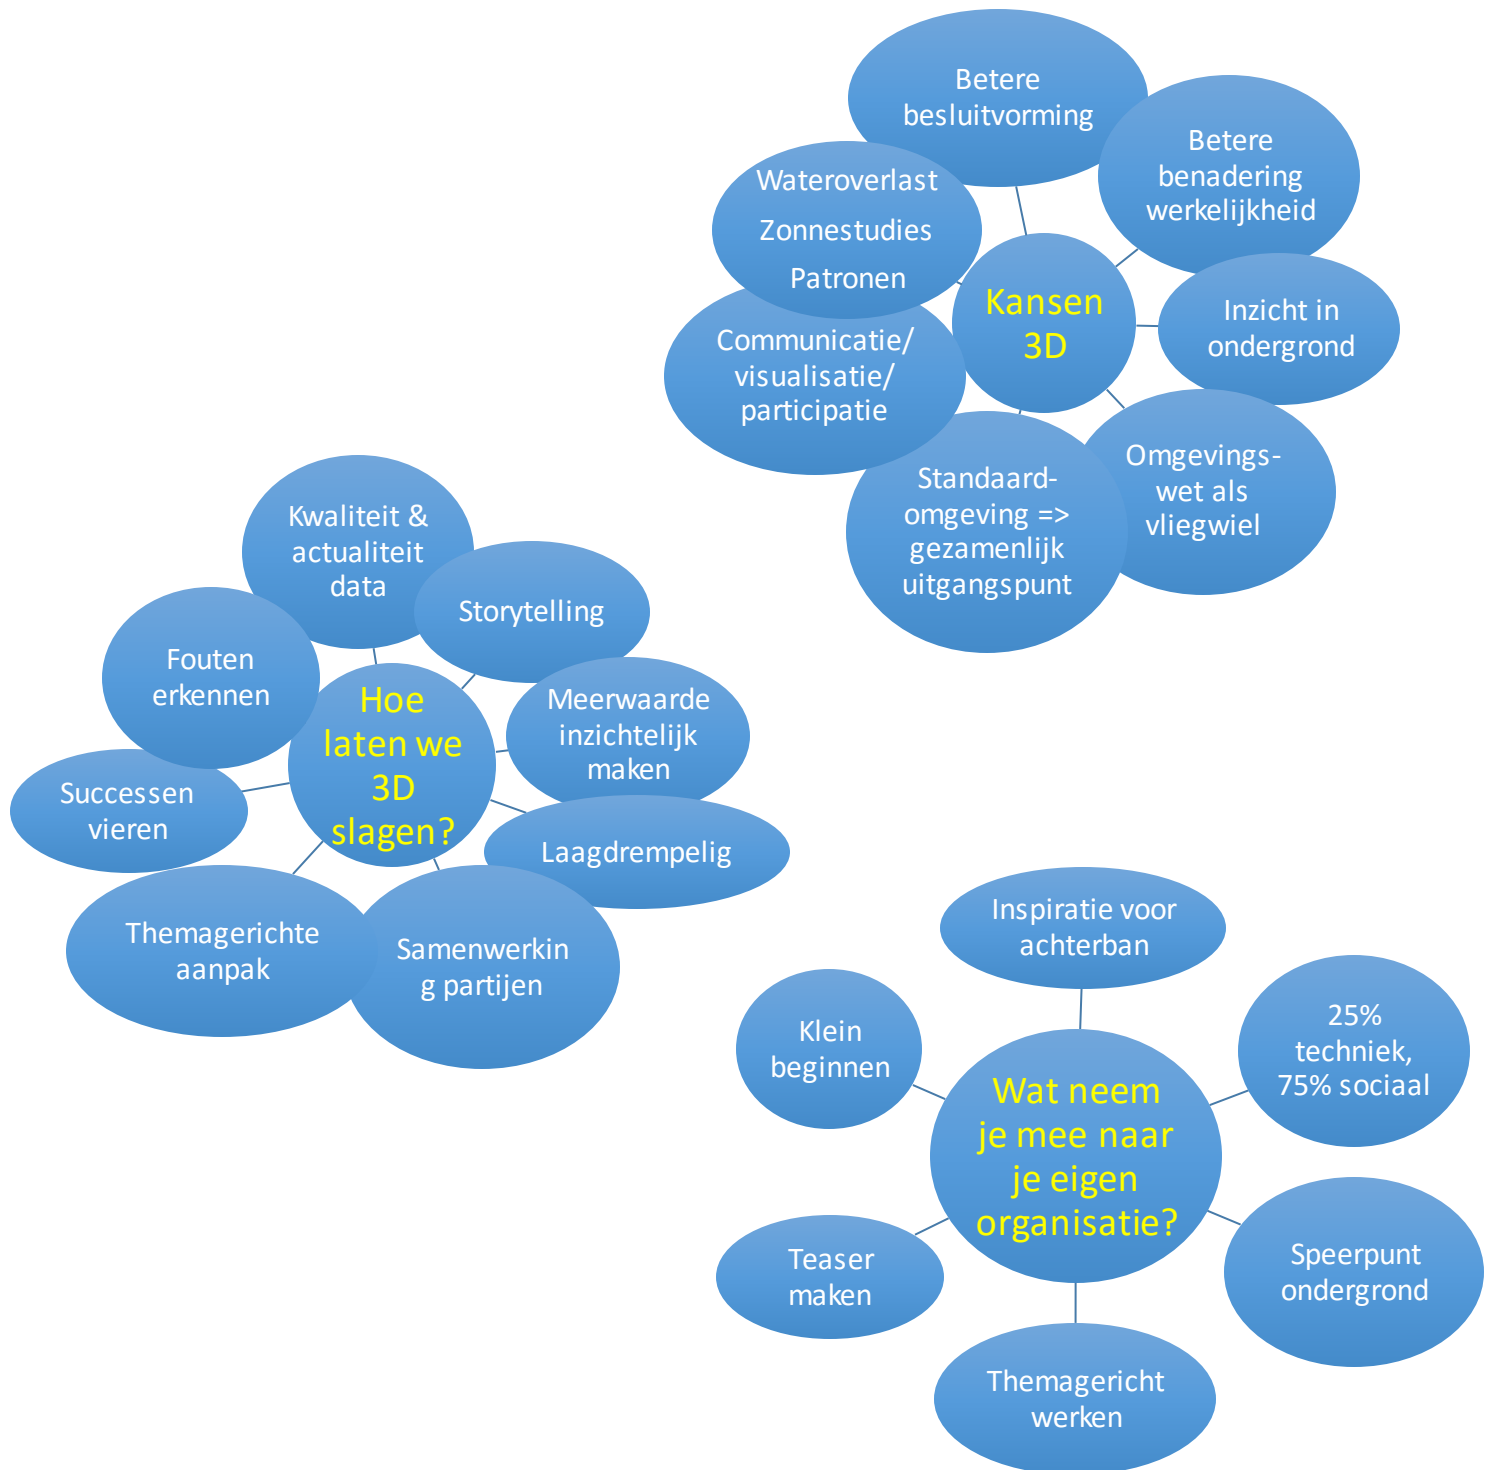 Kansen
3D
Betere
besluitvorming
Betere
benadering
werkelijkheid
Inzicht in
ondergrond
Omgevings-
wet als
vliegwiel
Standaard-
omgeving =>
gezamenlijk
uitgangspunt
Communicatie/
visualisatie/
participatie
Wateroverlast
Zonnestudies
Patronen
Hoe
laten we
3D
slagen?
Kwaliteit &
actualiteit
data
Storytelling
Meerwaarde
inzichtelijk
maken
Laagdrempelig
Samenwerkin
g partijen
Themagerichte
aanpak
Successen
vieren
Fouten
erkennen
Wat neem
je mee naar
je eigen
organisatie?
Inspiratie voor
achterban
25%
techniek,
75% sociaal
Speerpunt
ondergrond
Themagericht
werken
Teaser
maken
Klein
beginnen